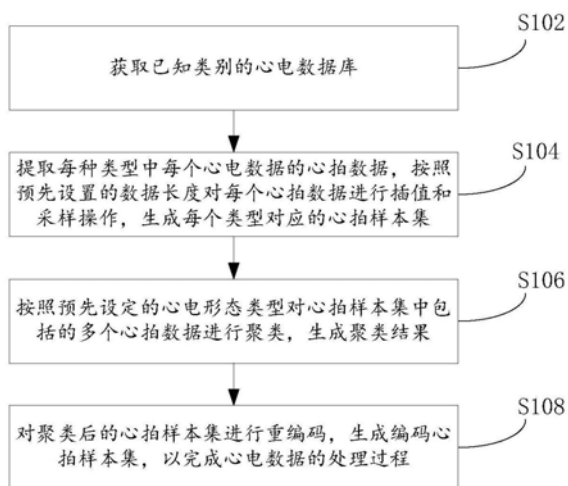 S102
获取已知类别的心电数据库
S104
提取每种类型中每个心电数据的心拍数据，按照
预先设置的数据长度对每个心拍数据进行插值和
采样操作，生成每个类型对应的心拍样本集
S106
按照预先设定的心电形态类型对心拍样本集中包
括的多个心拍数据进行聚类，生成聚类结果
S108
对聚类后的心拍样本集进行重编码，生成编码心
拍样本集，以完成心电数据的处理过程